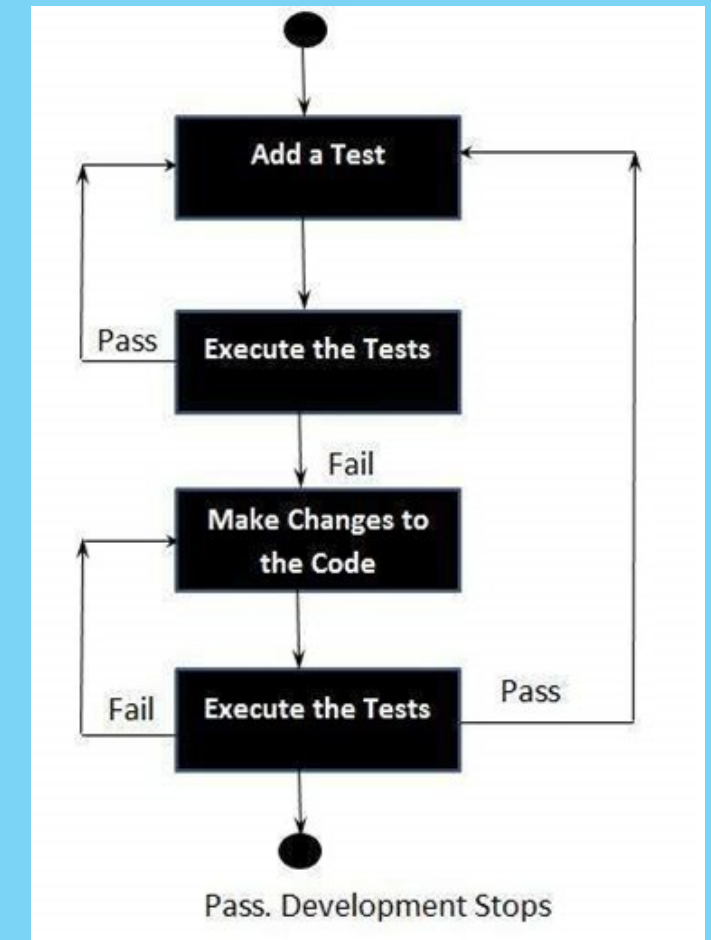 Add a Test
Pass
Execute the Tests
Fail
Make Changes to
the Code
Fail
Execute the Tests
Pass
Pass. Development Stops